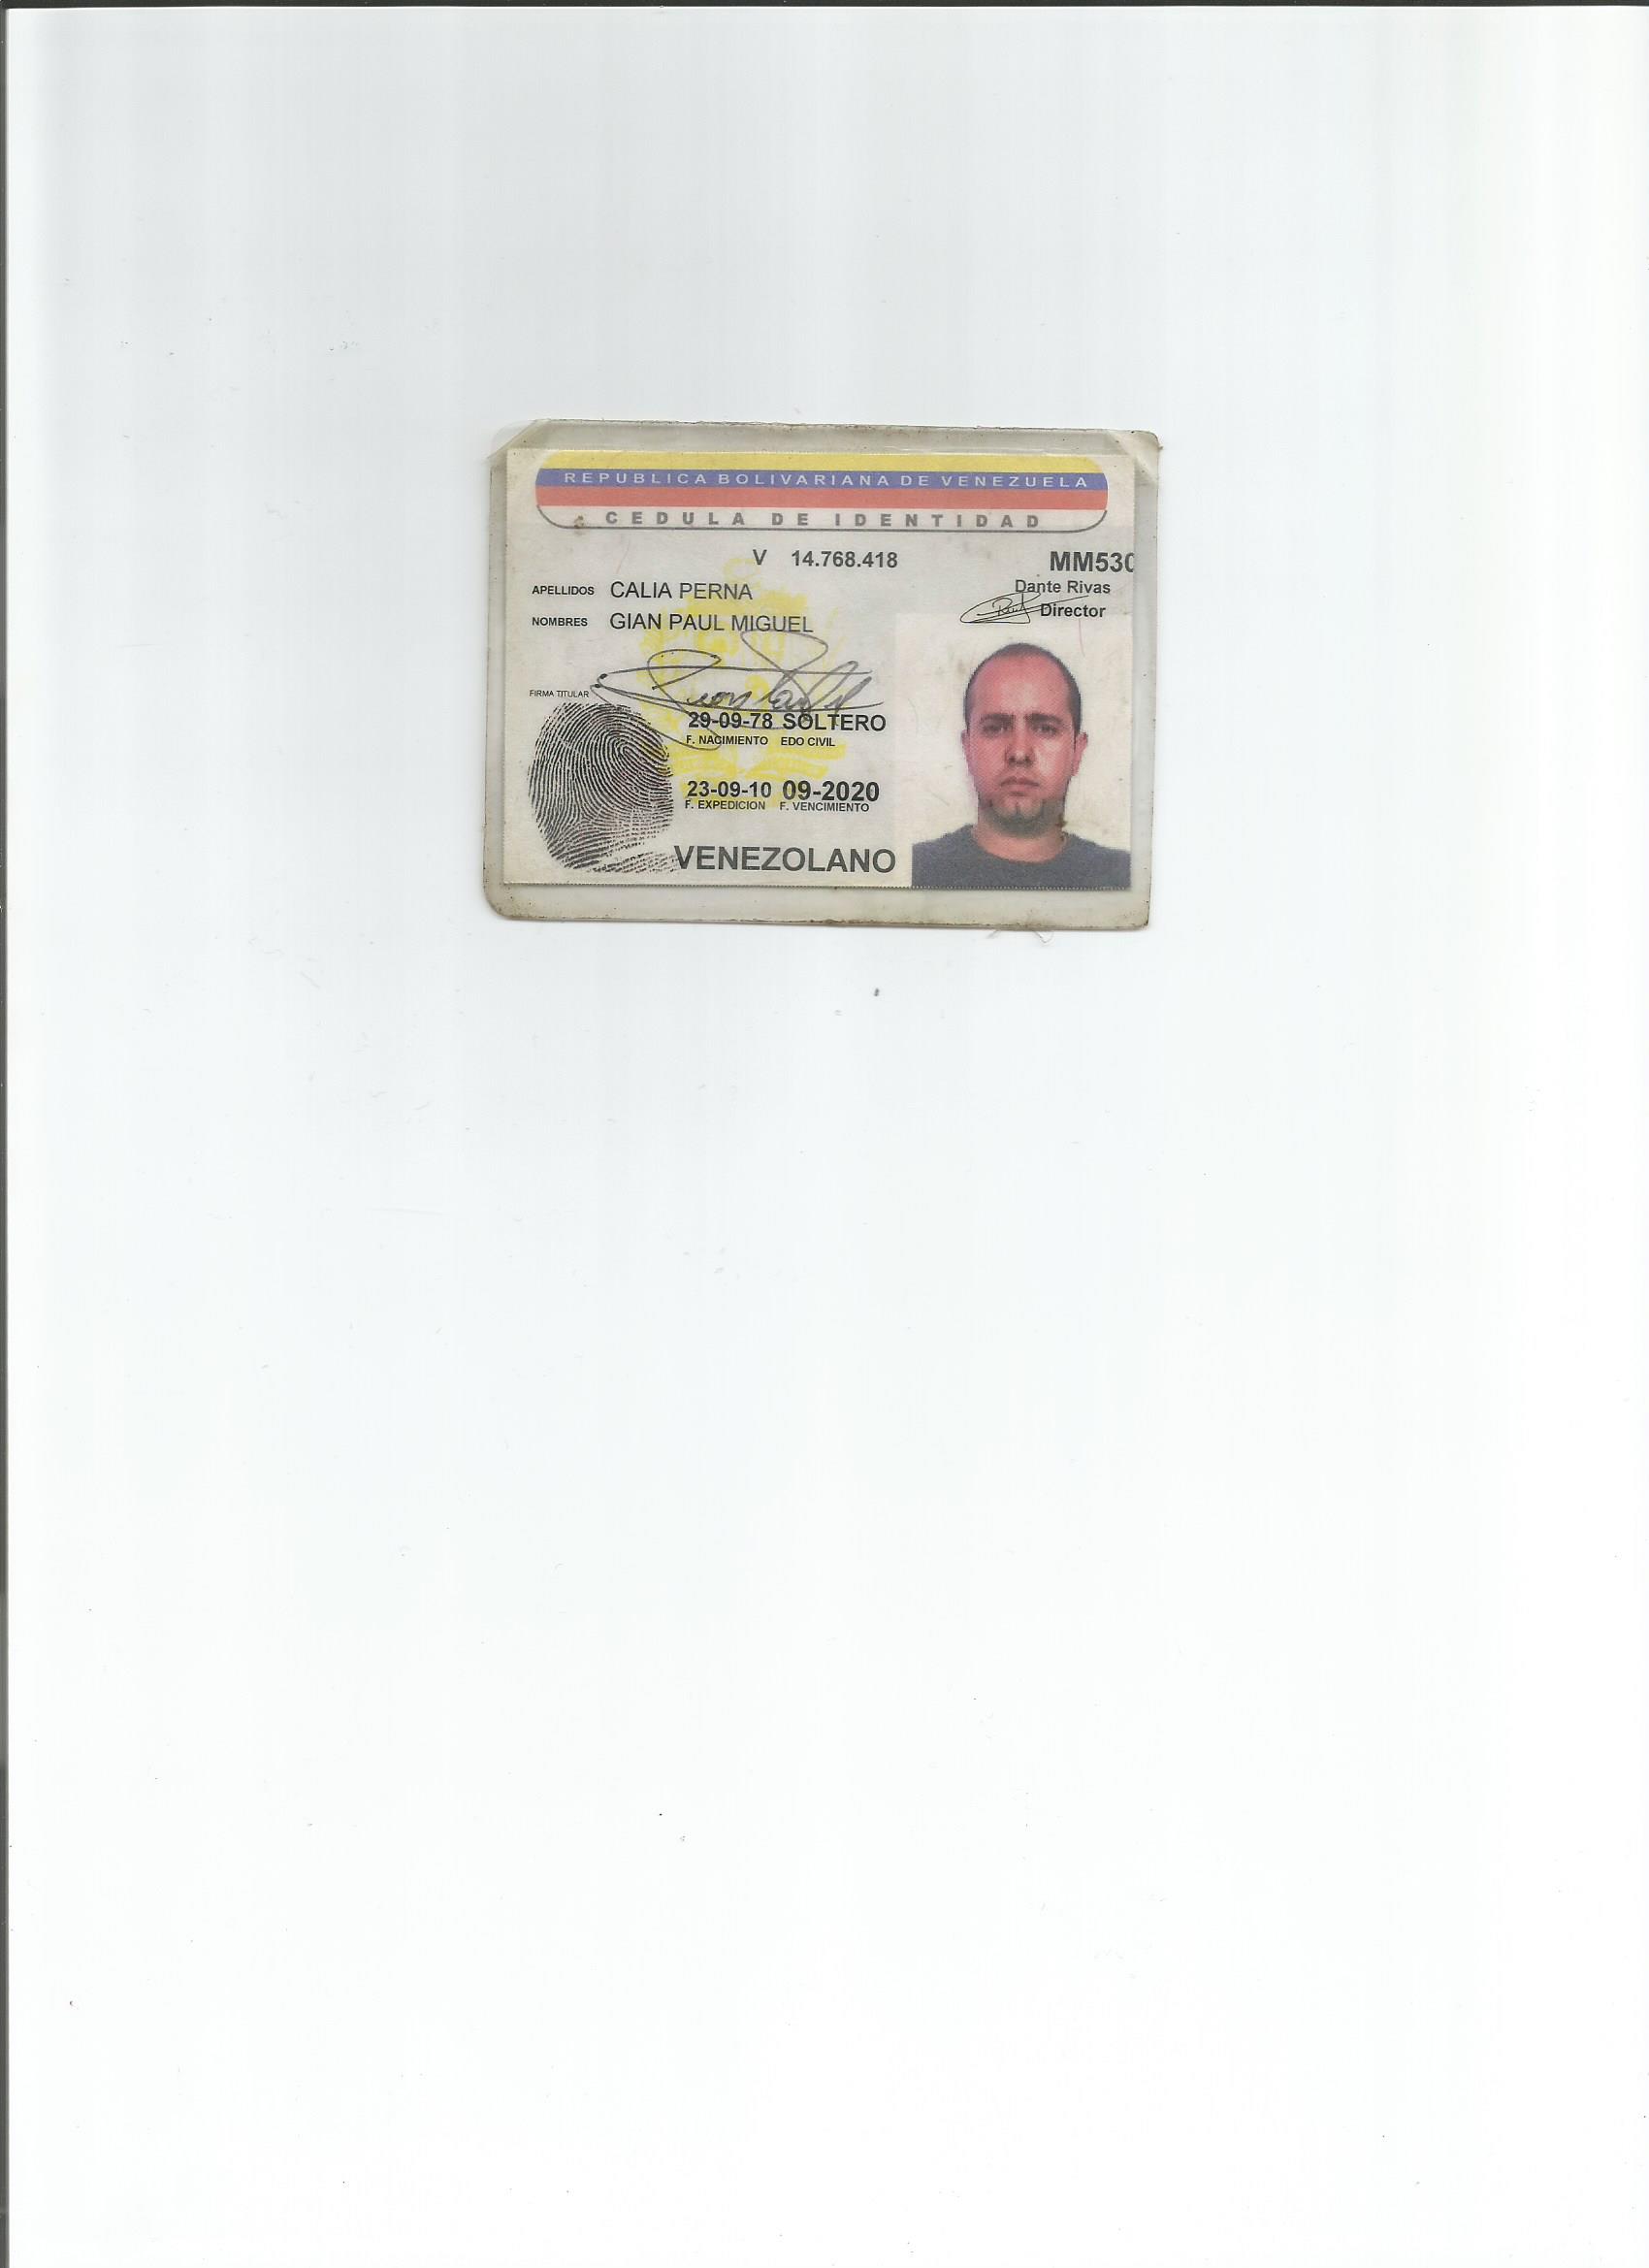 REPUBLICA BOLIVARIANA DE VENEZUELA
CEDULA DE IDENTIDAD
V 14.768.418
MM530
APELLIDOS CALIA PERNA
Dante Rivas
Director
NOMBRES GIAN PAUL MIGUEL
FIRMA TITULAR
29-09-78 SOLTERO
F. NACIMIENTO EDO CIVIL
23-09-10 09-2020
F. EXPEDICION F. VENCIMIENTO
VENEZOLANO